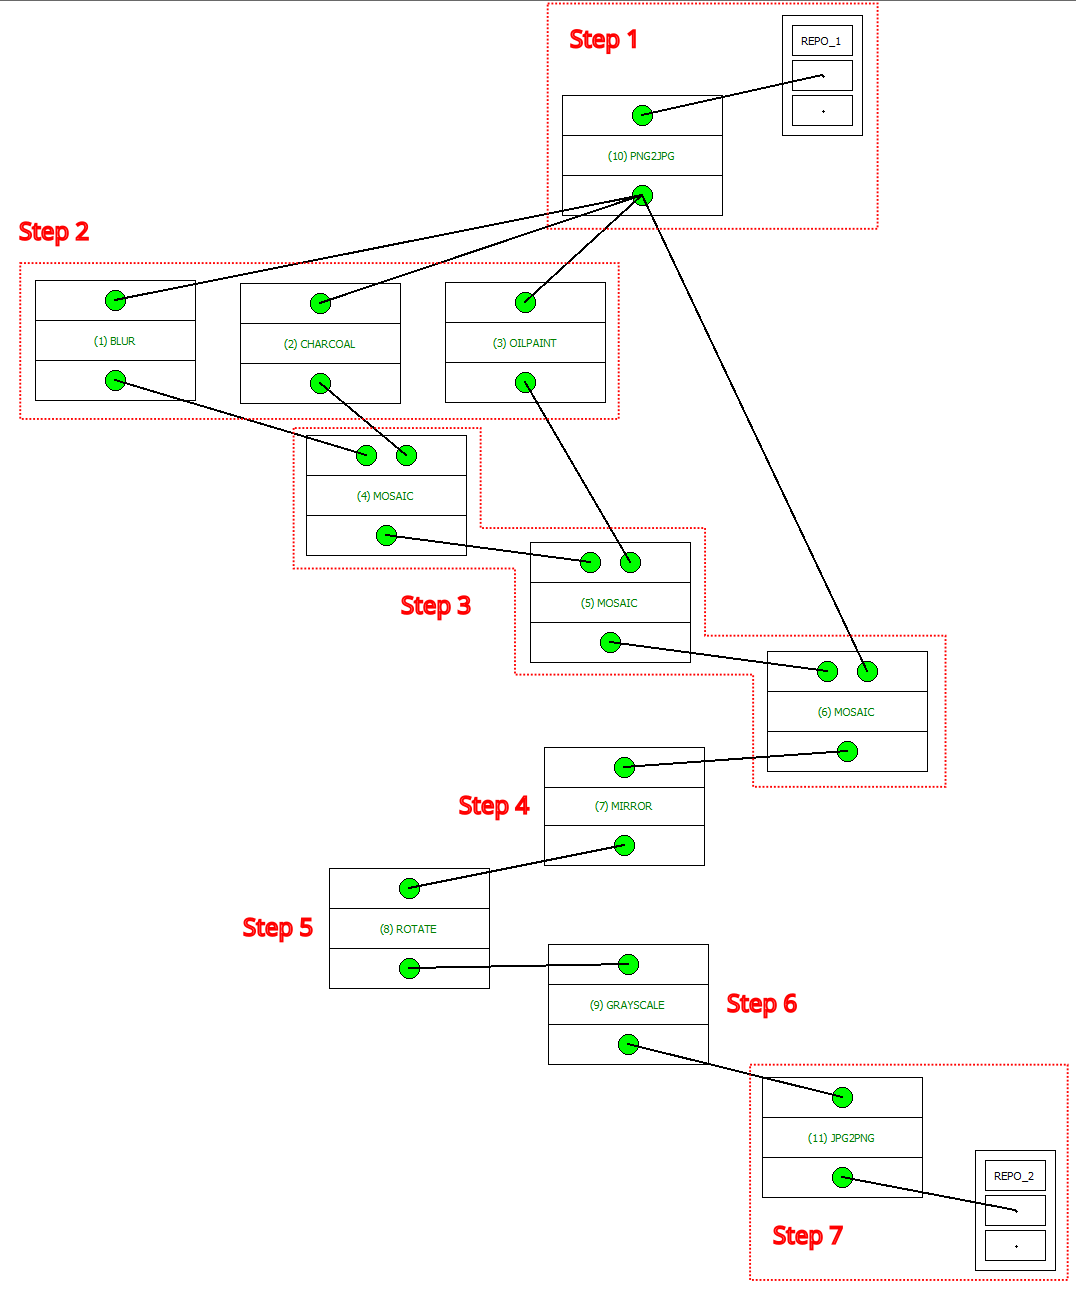 Step 1
REPO_1
(10) PNG2JPG
Step 2
(1) BLUR
(2) CHARCOAL
(3) OILPAINT
(4) MOSAIC
Step 3
(5) MOSAIC
(6) MOSAIC
Step 4
(7) MIRROR
Step 5
(8) ROTATE
(9) GRAYSCALE
Step 6
(11) JPG2PNG
REPO_2
Step 7